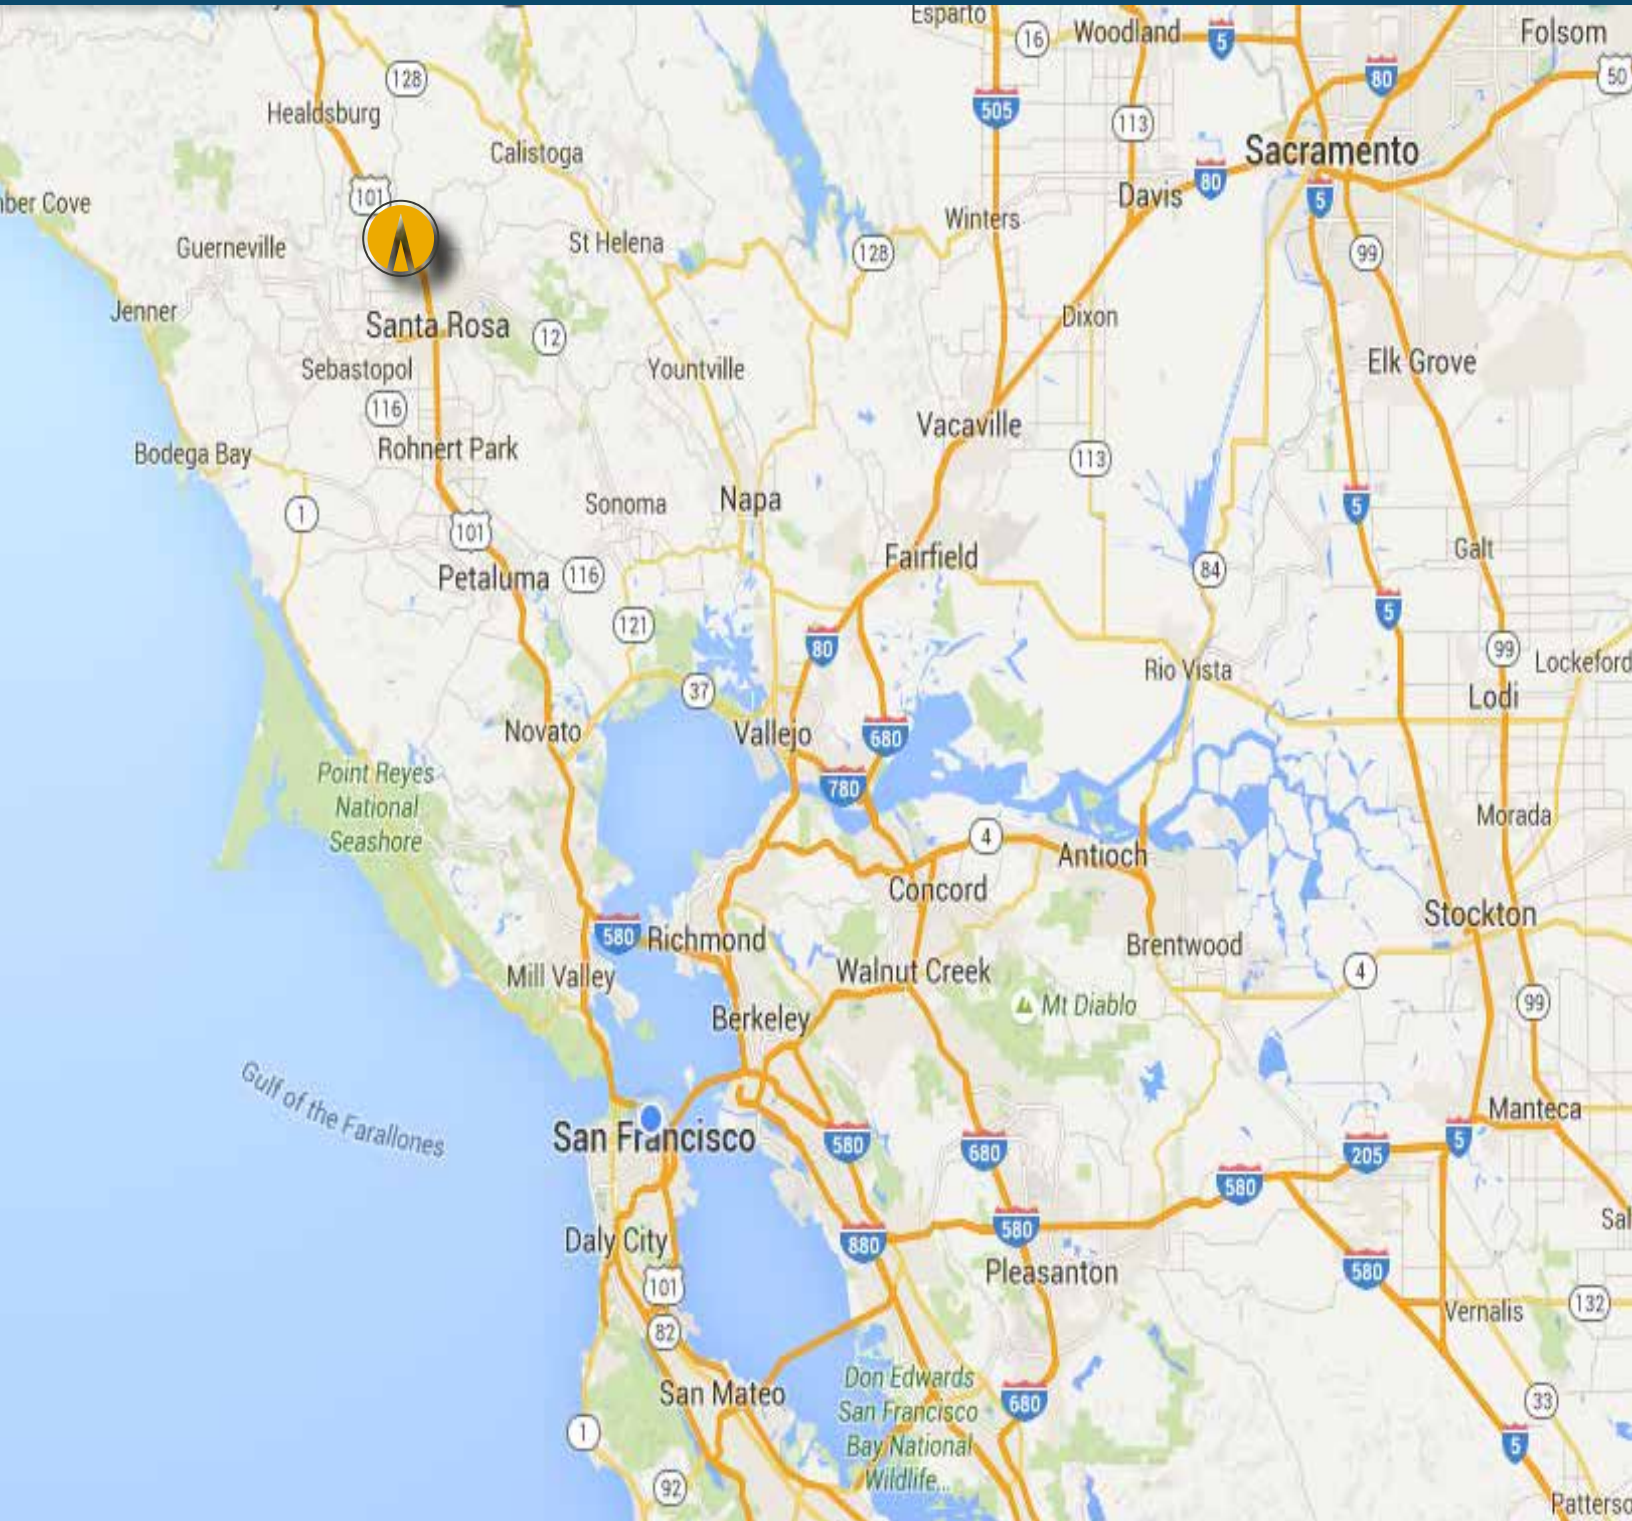 Esparto
16
Woodland
5
Folsom
80
50
128
Healdsburg
505
113
Calistoga
Sacramento
101
Davis
80
5
Winters
Guerneville
St Helena
128
99
Jenner
Dixon
Santa Rosa
12
Sebastopol
Yountville
Elk Grove
116
Vacaville
Rohnert Park
Bodega Bay
113
Sonoma
Napa
5
1
101
Galt
Fairfield
Petaluma
116
84
5
121
80
99
Lockeford
Rio Vista
37
Lodi
Novato
Vallejo
680
Point Reyes
National
Seashore
780
Morada
4
Antioch
Concord
Stockton
580
Richmond
Brentwood
Mill Valley
Walnut Creek
4
Mt Diablo
99
Berkeley
Gulf of the Farallones
Manteca
San Francisco
580
680
205
5
580
Daly City
880
580
Pleasanton
580
101
Vernalis
132
82
Don Edwards
San Francisco
Bay National
Wildlife...
San Mateo
680
33
1
5
92
Patterso
ber Cove
Sal